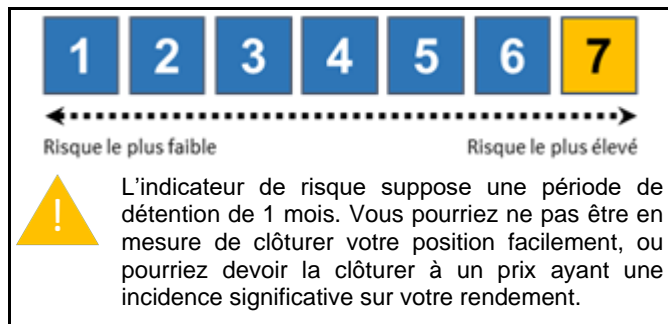 1 2 3 4 5 6 7
Risque le plus faible Risque le plus élevé
!
L'indicateur de risque suppose une période de
détention de 1 mois. Vous pourriez ne pas être en
mesure de clôturer votre position facilement, ou
pourriez devoir la clôturer à un prix ayant une
incidence significative sur votre rendement.